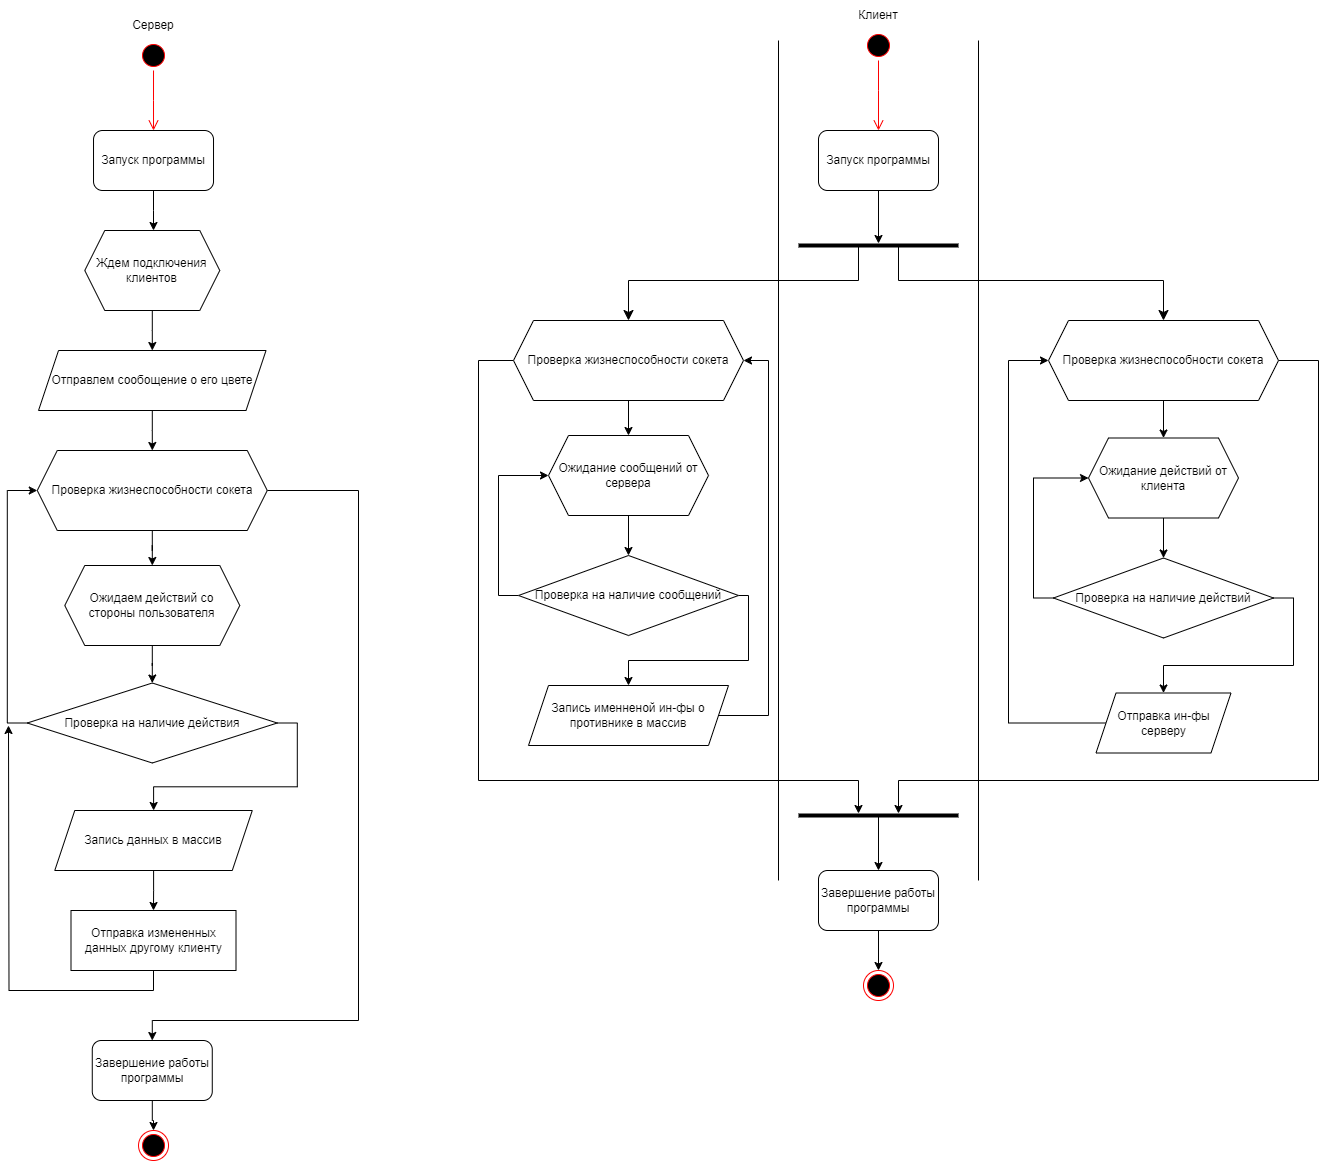 Сервер
Запуск программы
Ждем подключения
клиентов
Отправлем сообощение о его цвете
Проверка жизнеспособности сокета
Ожидаем действий со
стороны пользователя
Проверка на наличие действия
Запись данных в массив
Отправка измененных
данных другому клиенту
Завершение работы
программы
Клиент
Запуск программы
Проверка жизнеспособности сокета
Ожидание сообщений от
сервера
Проверка на наличие сообщений
Запись именненой ин-фы о
противнике в массив
Проверка жизнеспособности сокета
Ожидание действий от
клиента
Проверка на наличие действий
Отправка ин-фы
серверу
Завершение работы
программы